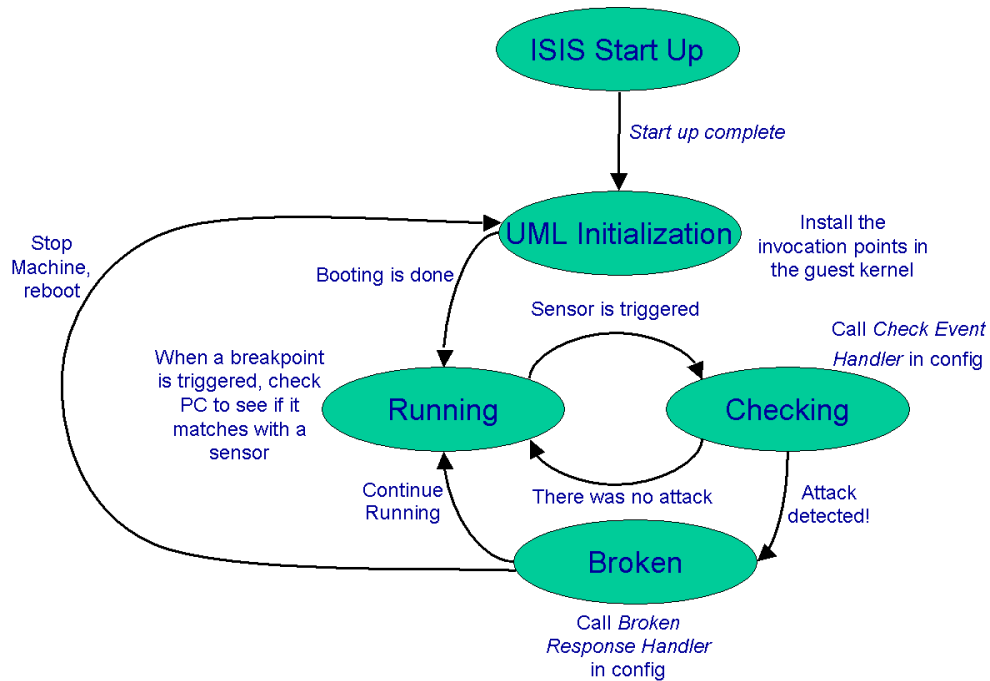 ISIS Start Up
Start up complete
UML Initialization
Install the
invocation points in
the guest kernel
Stop
Machine,
reboot
Booting is done
Sensor is triggered
Call Check Event
Handler in config
When a breakpoint
is triggered, check
PC to see if it
matches with a
sensor
Running
Checking
Continue
Running
There was no attack
Attack
detected!
Broken
Call Broken
Response Handler
in config